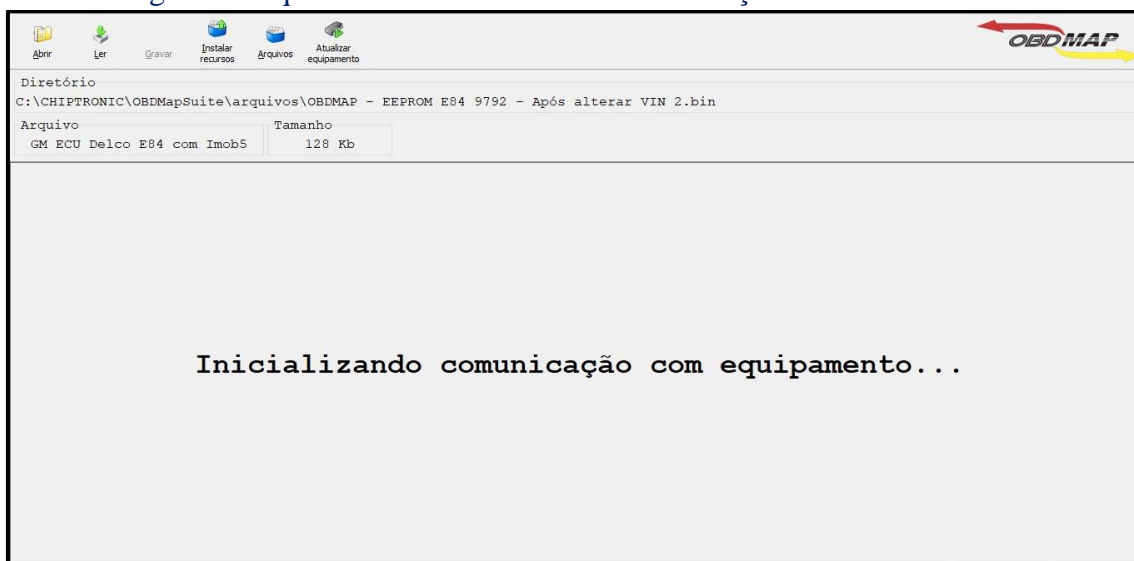 Abrir Ler Gravar Instalar recursos Arquivos Atualizar equipamento
OBDMAP
Diretório
C:\CHIPTRONIC\OBDMapSuite\arquivos\OBDMAP - EEPROM E84 9792 - Após alterar VIN 2.bin
Arquivo Tamanho
GM ECU Delco E84 com Imob5 128 Kb
Inicializando comunicação com equipamento...